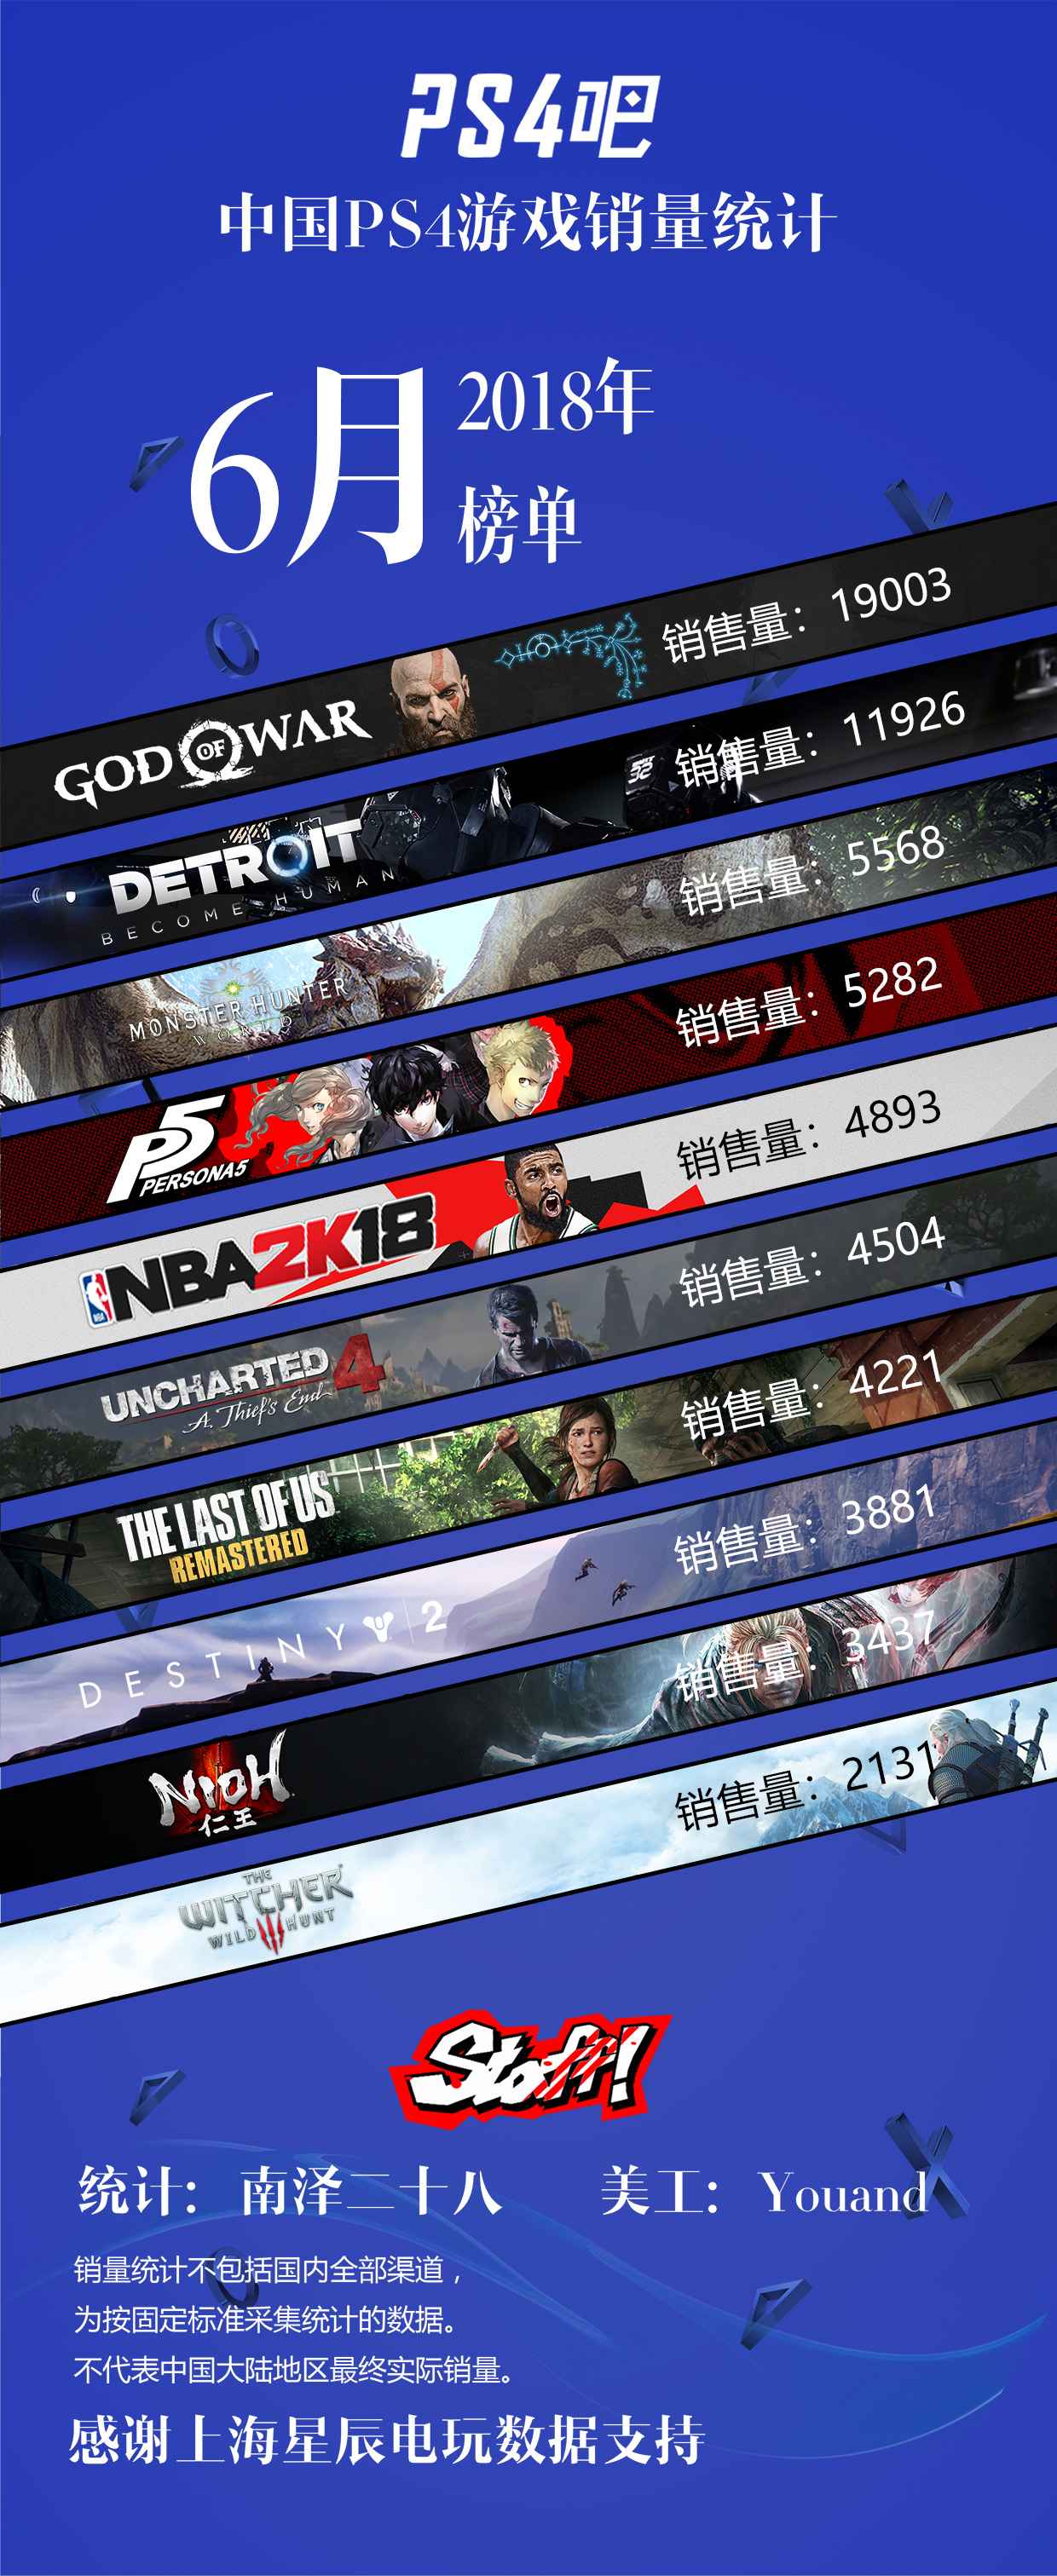 PS4吧
中国PS4游戏销量统计
6月
2018年
榜单
GOD OF WAR
销售量：19003
DETROIT
BECOME HUMAN
销售量：11926
MONSTER HUNTER
WORLD
销售量：5568
P5
PERSONA5
销售量：5282
NBA 2K18
销售量：4893
UNCHARTED 4
A Thief's End
销售量：4504
THE LAST OF US
REMASTERED
销售量：4221
DESTINY 2
销售量：3881
NIOH
仁王
销售量：3437
THE
WITCHER
WILD HUNT
销售量：2131
Staff!
统计：南泽二十八 美工：Youand
销量统计不包括国内全部渠道，
为按固定标准采集统计的数据。
不代表中国大陆地区最终实际销量。
感谢上海星辰电玩数据支持